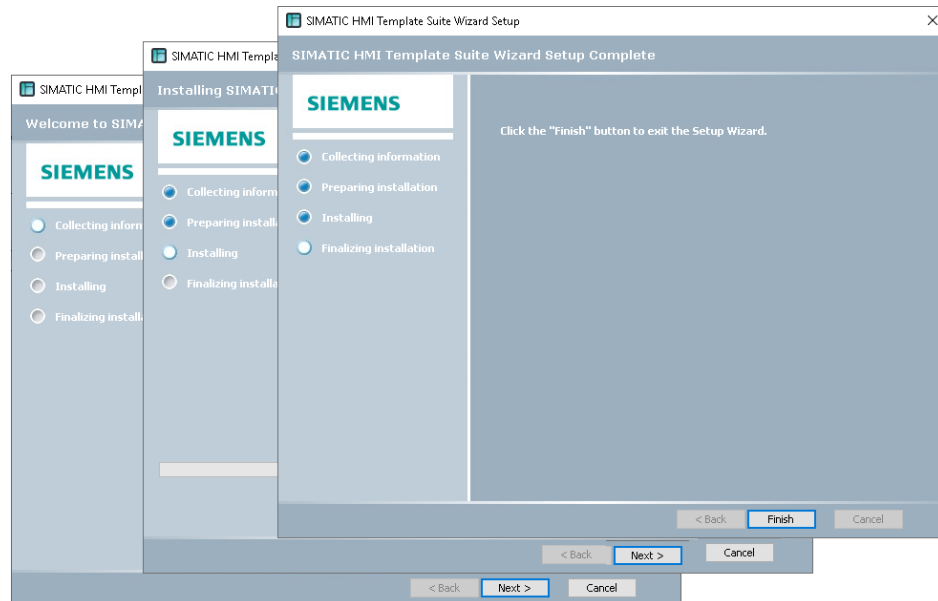 SIMATIC HMI Template Suite Wizard Setup
SIMATIC HMI Template Suite Wizard Setup Complete
SIEMENS
Collecting information
Preparing installation
Installing
Finalizing installation
Click the "Finish" button to exit the Setup Wizard.
< Back Finish Cancel
SIMATIC HMI Templa
Installing SIMATI
SIEMENS
Collecting inform
Preparing install
Installing
Finalizing installa
< Back Next > Cancel
SIMATIC HMI Templ
Welcome to SIMA
SIEMENS
Collecting inforn
Preparing install
Installing
Finalizing install
< Back Next > Cancel